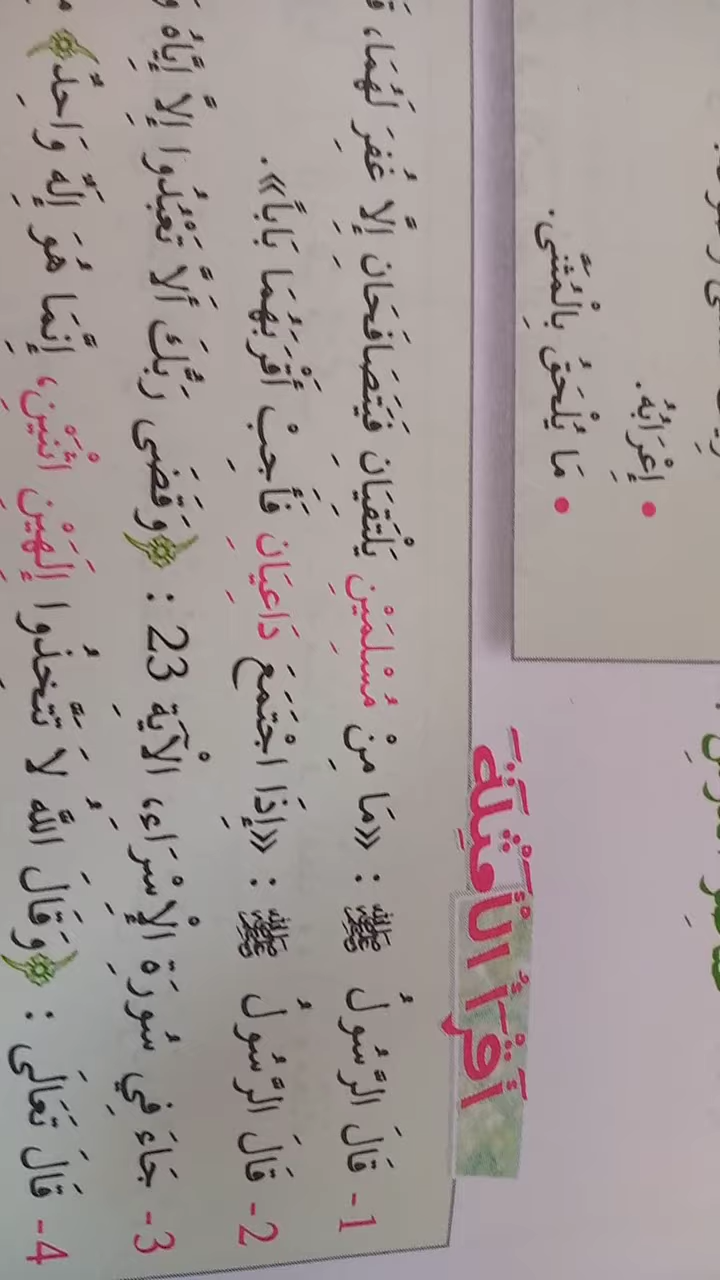 • إِعْرَابُهُ.
• مَا يُلْحَقُ بِالْمُثَنَّى.
أَقْرَأُ الْأَمْثِلَةَ
1- قَالَ الرَّسُولُ ﷺ : «مَا مِنْ مُسْلِمَيْنِ يَلْتَقِيَانِ فَيَتَصَافَحَانِ إِلَّا غُفِرَ لَهُمَا،
2- قَالَ الرَّسُولُ ﷺ : «إِذَا اجْتَمَعَ دَاعِيَانِ فَأَجِبْ أَقْرَبَهُمَا بَابًا».
3- جَاءَ فِي سُورَةِ الْإِسْرَاءِ، الْآيَة 23 : ﴿وَقَضَى رَبُّكَ أَلَّا تَعْبُدُوا إِلَّا إِيَّاهُ
4- قَالَ تَعَالَى : ﴿وَقَالَ اللَّهُ لَا تَتَّخِذُوا إِلَهَيْنِ اثْنَيْنِ، إِنَّمَا هُوَ إِلَهٌ وَاحِدٌ﴾